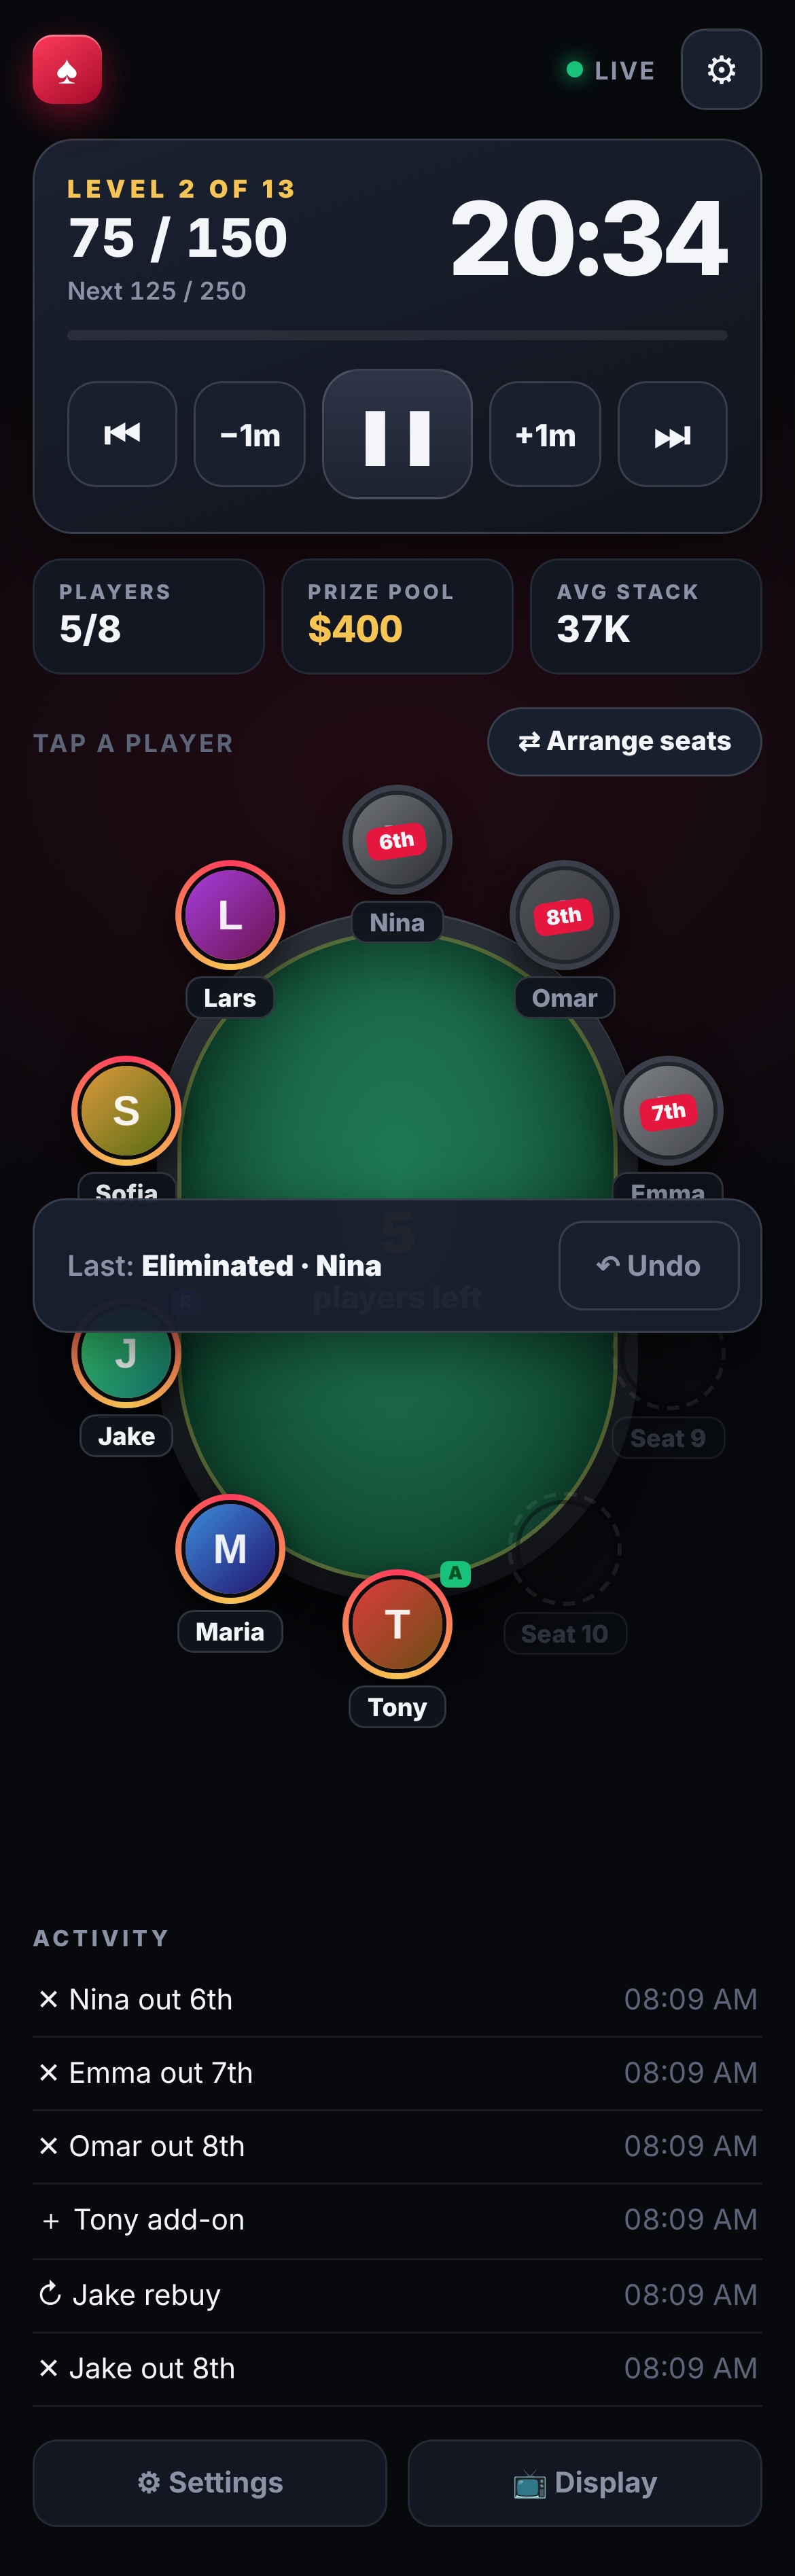 ♠
LIVE
⚙
LEVEL 2 OF 13
75 / 150
Next 125 / 250
20:34
⏮
−1m
❚❚
+1m
⏭
PLAYERS
5/8
PRIZE POOL
$400
AVG STACK
37K
TAP A PLAYER
⇄ Arrange seats
6th
Nina
L
Lars
8th
Omar
S
Sofia
7th
Emma
5
players left
Last: Eliminated · Nina
↶ Undo
R
J
Jake
Seat 9
M
Maria
A
T
Tony
Seat 10
ACTIVITY
✕ Nina out 6th 08:09 AM
✕ Emma out 7th 08:09 AM
✕ Omar out 8th 08:09 AM
＋ Tony add-on 08:09 AM
↻ Jake rebuy 08:09 AM
✕ Jake out 8th 08:09 AM
⚙ Settings
📺 Display